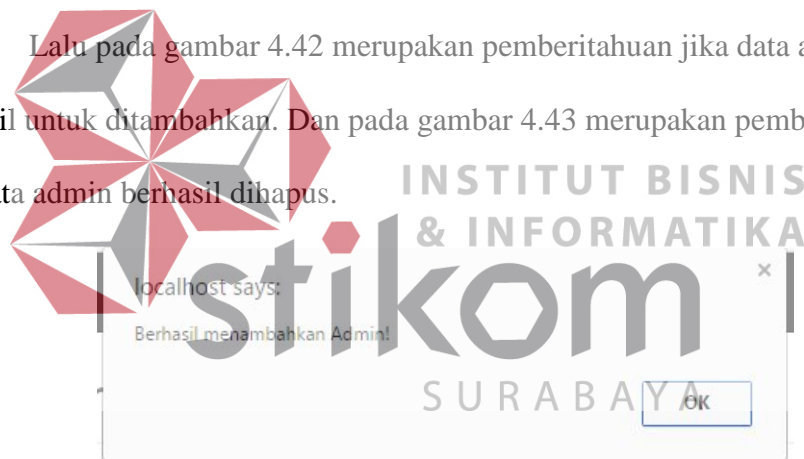 Lalu pada gambar 4.42 merupakan pemberitahuan jika data a
il untuk ditambahkan. Dan pada gambar 4.43 merupakan pemb
ta admin berhasil dihapus.
INSTITUT BISNIS
& INFORMATIKA
stikom
SURABAYA
localhost says:
×
Berhasil menambahkan Admin!
OK